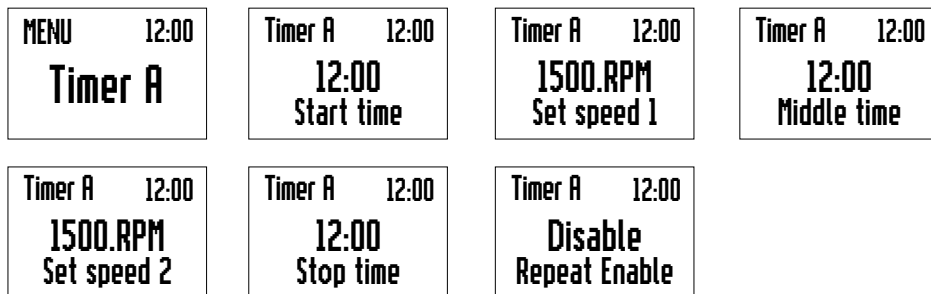 MENU 12:00
Timer A
Timer A 12:00
12:00
Start time
Timer A 12:00
1500.RPM
Set speed 1
Timer A 12:00
12:00
Middle time
Timer A 12:00
1500.RPM
Set speed 2
Timer A 12:00
12:00
Stop time
Timer A 12:00
Disable
Repeat Enable